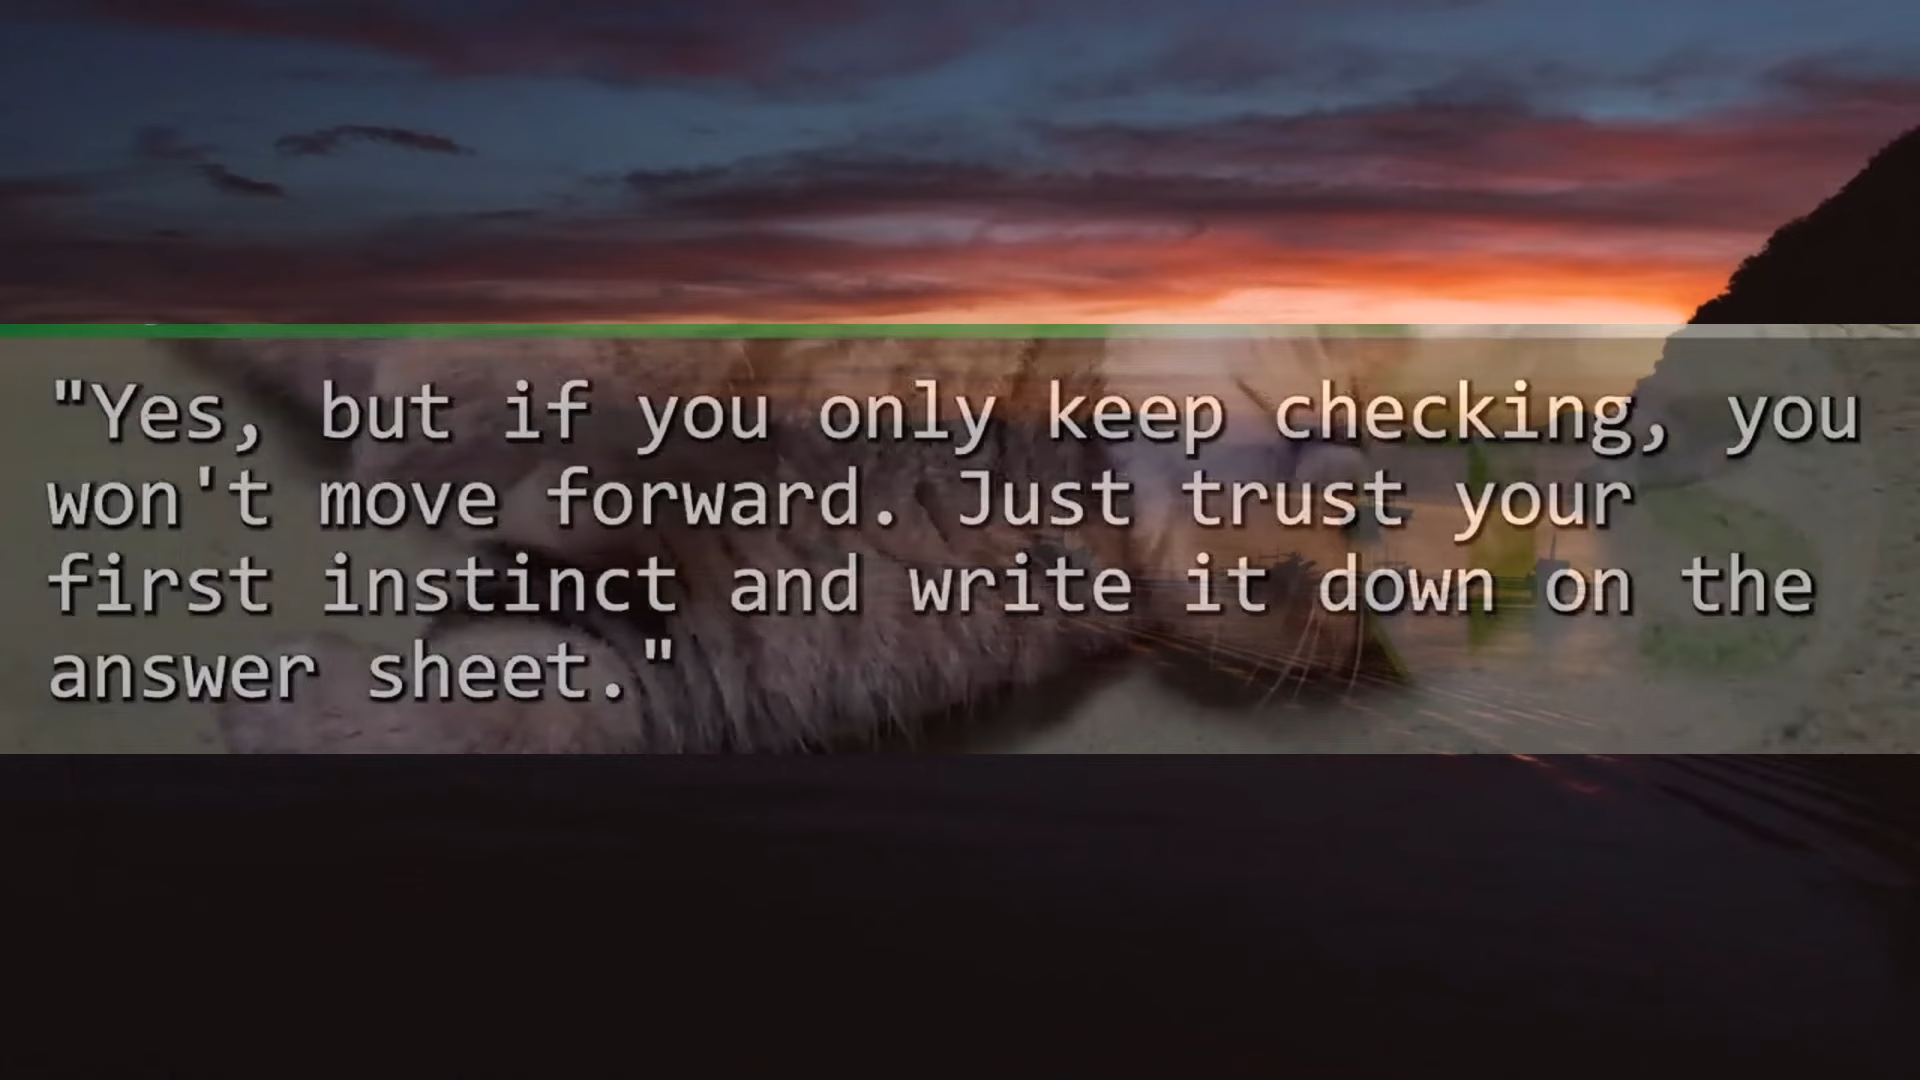 "Yes, but if you only keep checking, you
won't move forward. Just trust your
first instinct and write it down on the
answer sheet."